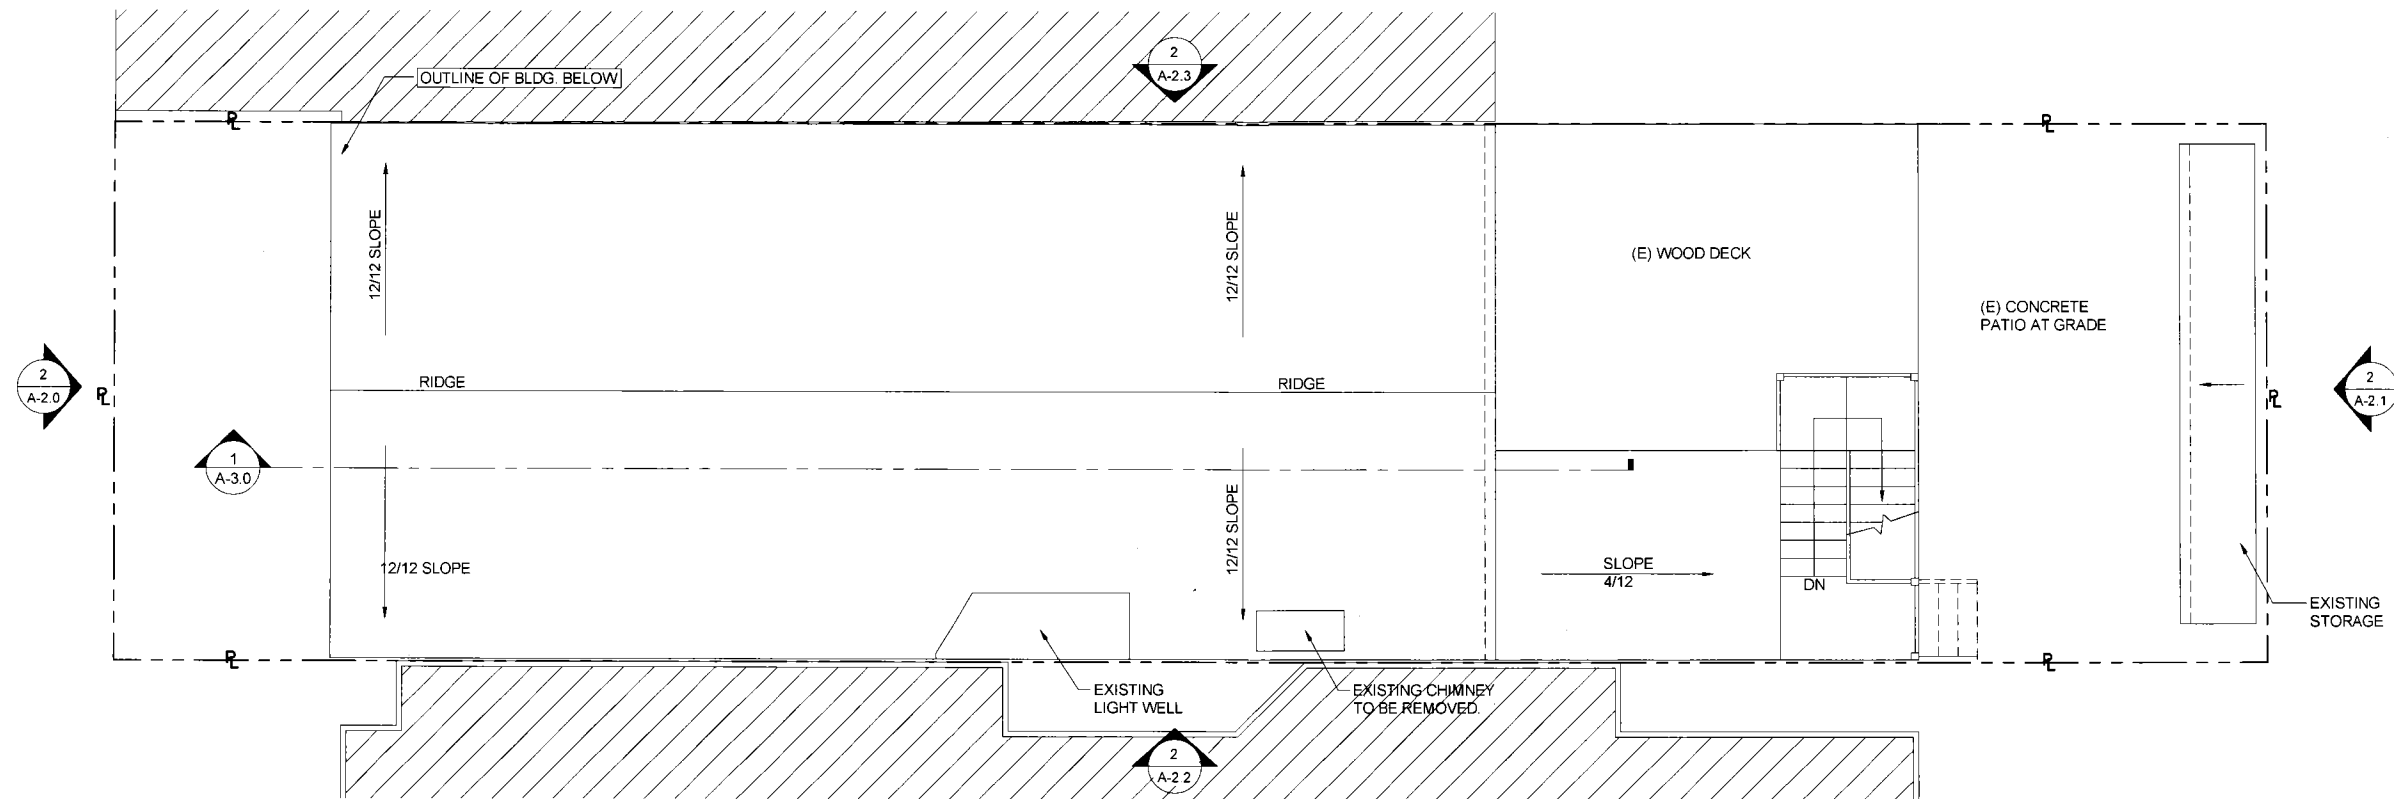 2
A-2.3
OUTLINE OF BLDG. BELOW
PL
PL
12/12 SLOPE
12/12 SLOPE
(E) WOOD DECK
(E) CONCRETE
PATIO AT GRADE
2
A-2.0
PL
RIDGE
RIDGE
PL
2
A-2.1
1
A-3.0
12/12 SLOPE
12/12 SLOPE
SLOPE
4/12
DN
EXISTING
STORAGE
PL
PL
EXISTING
LIGHT WELL
EXISTING CHIMNEY
TO BE REMOVED.
2
A-2.2